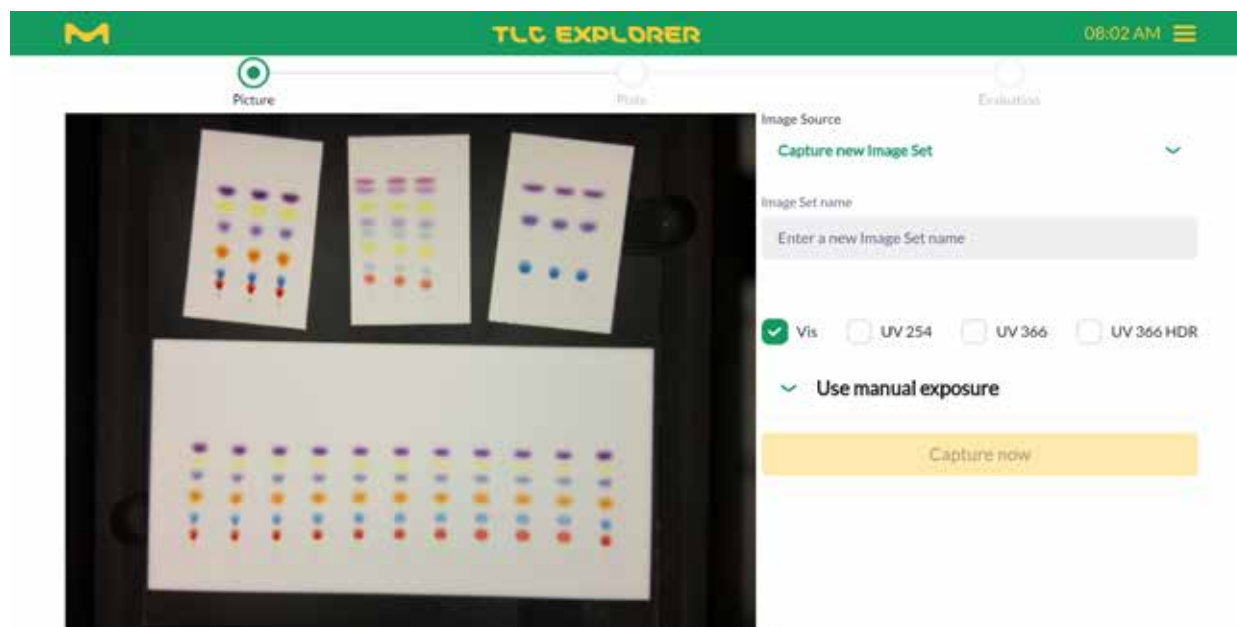 TLC EXPLORER
08:02 AM
Picture
Plate
Evaluation
Image Source
Capture new Image Set
Image Set name
Enter a new Image Set name
Vis
UV 254
UV 366
UV 366 HDR
Use manual exposure
Capture now